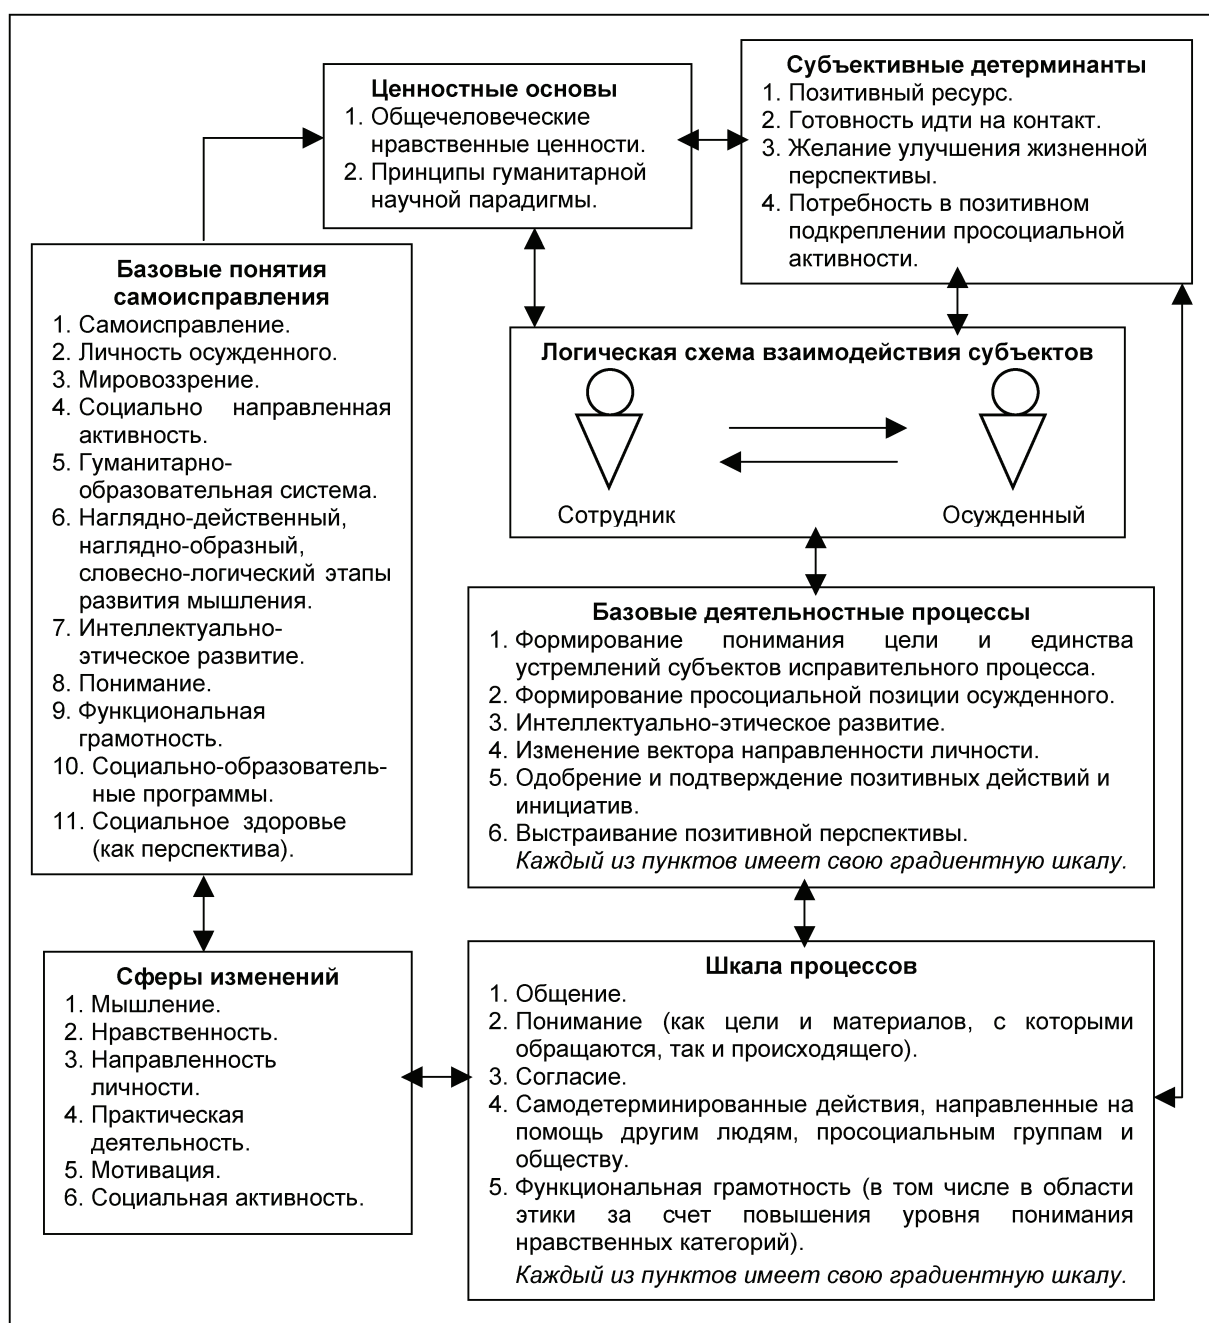 Ценностные основы
1. Общечеловеческие
нравственные ценности.
2. Принципы гуманитарной
научной парадигмы.
Субъективные детерминанты
1. Позитивный ресурс.
2. Готовность идти на контакт.
3. Желание улучшения жизненной
перспективы.
4. Потребность в позитивном
подкреплении просоциальной
активности.
Базовые понятия
самоисправления
1. Самоисправление.
2. Личность осужденного.
3. Мировоззрение.
4. Социально направленная
активность.
5. Гуманитарно-
образовательная система.
6. Наглядно-действенный,
наглядно-образный,
словесно-логический этапы
развития мышления.
7. Интеллектуально-
этическое развитие.
8. Понимание.
9. Функциональная
грамотность.
10. Социально-образователь-
ные программы.
11. Социальное здоровье
(как перспектива).
Логическая схема взаимодействия субъектов
Сотрудник Осужденный
Базовые деятельностные процессы
1. Формирование понимания цели и единства
устремлений субъектов исправительного процесса.
2. Формирование просоциальной позиции осужденного.
3. Интеллектуально-этическое развитие.
4. Изменение вектора направленности личности.
5. Одобрение и подтверждение позитивных действий и
инициатив.
6. Выстраивание позитивной перспективы.
Каждый из пунктов имеет свою градиентную шкалу.
Сферы изменений
1. Мышление.
2. Нравственность.
3. Направленность
личности.
4. Практическая
деятельность.
5. Мотивация.
6. Социальная активность.
Шкала процессов
1. Общение.
2. Понимание (как цели и материалов, с которыми
обращаются, так и происходящего).
3. Согласие.
4. Самодетерминированные действия, направленные на
помощь другим людям, просоциальным группам и
обществу.
5. Функциональная грамотность (в том числе в области
этики за счет повышения уровня понимания
нравственных категорий).
Каждый из пунктов имеет свою градиентную шкалу.